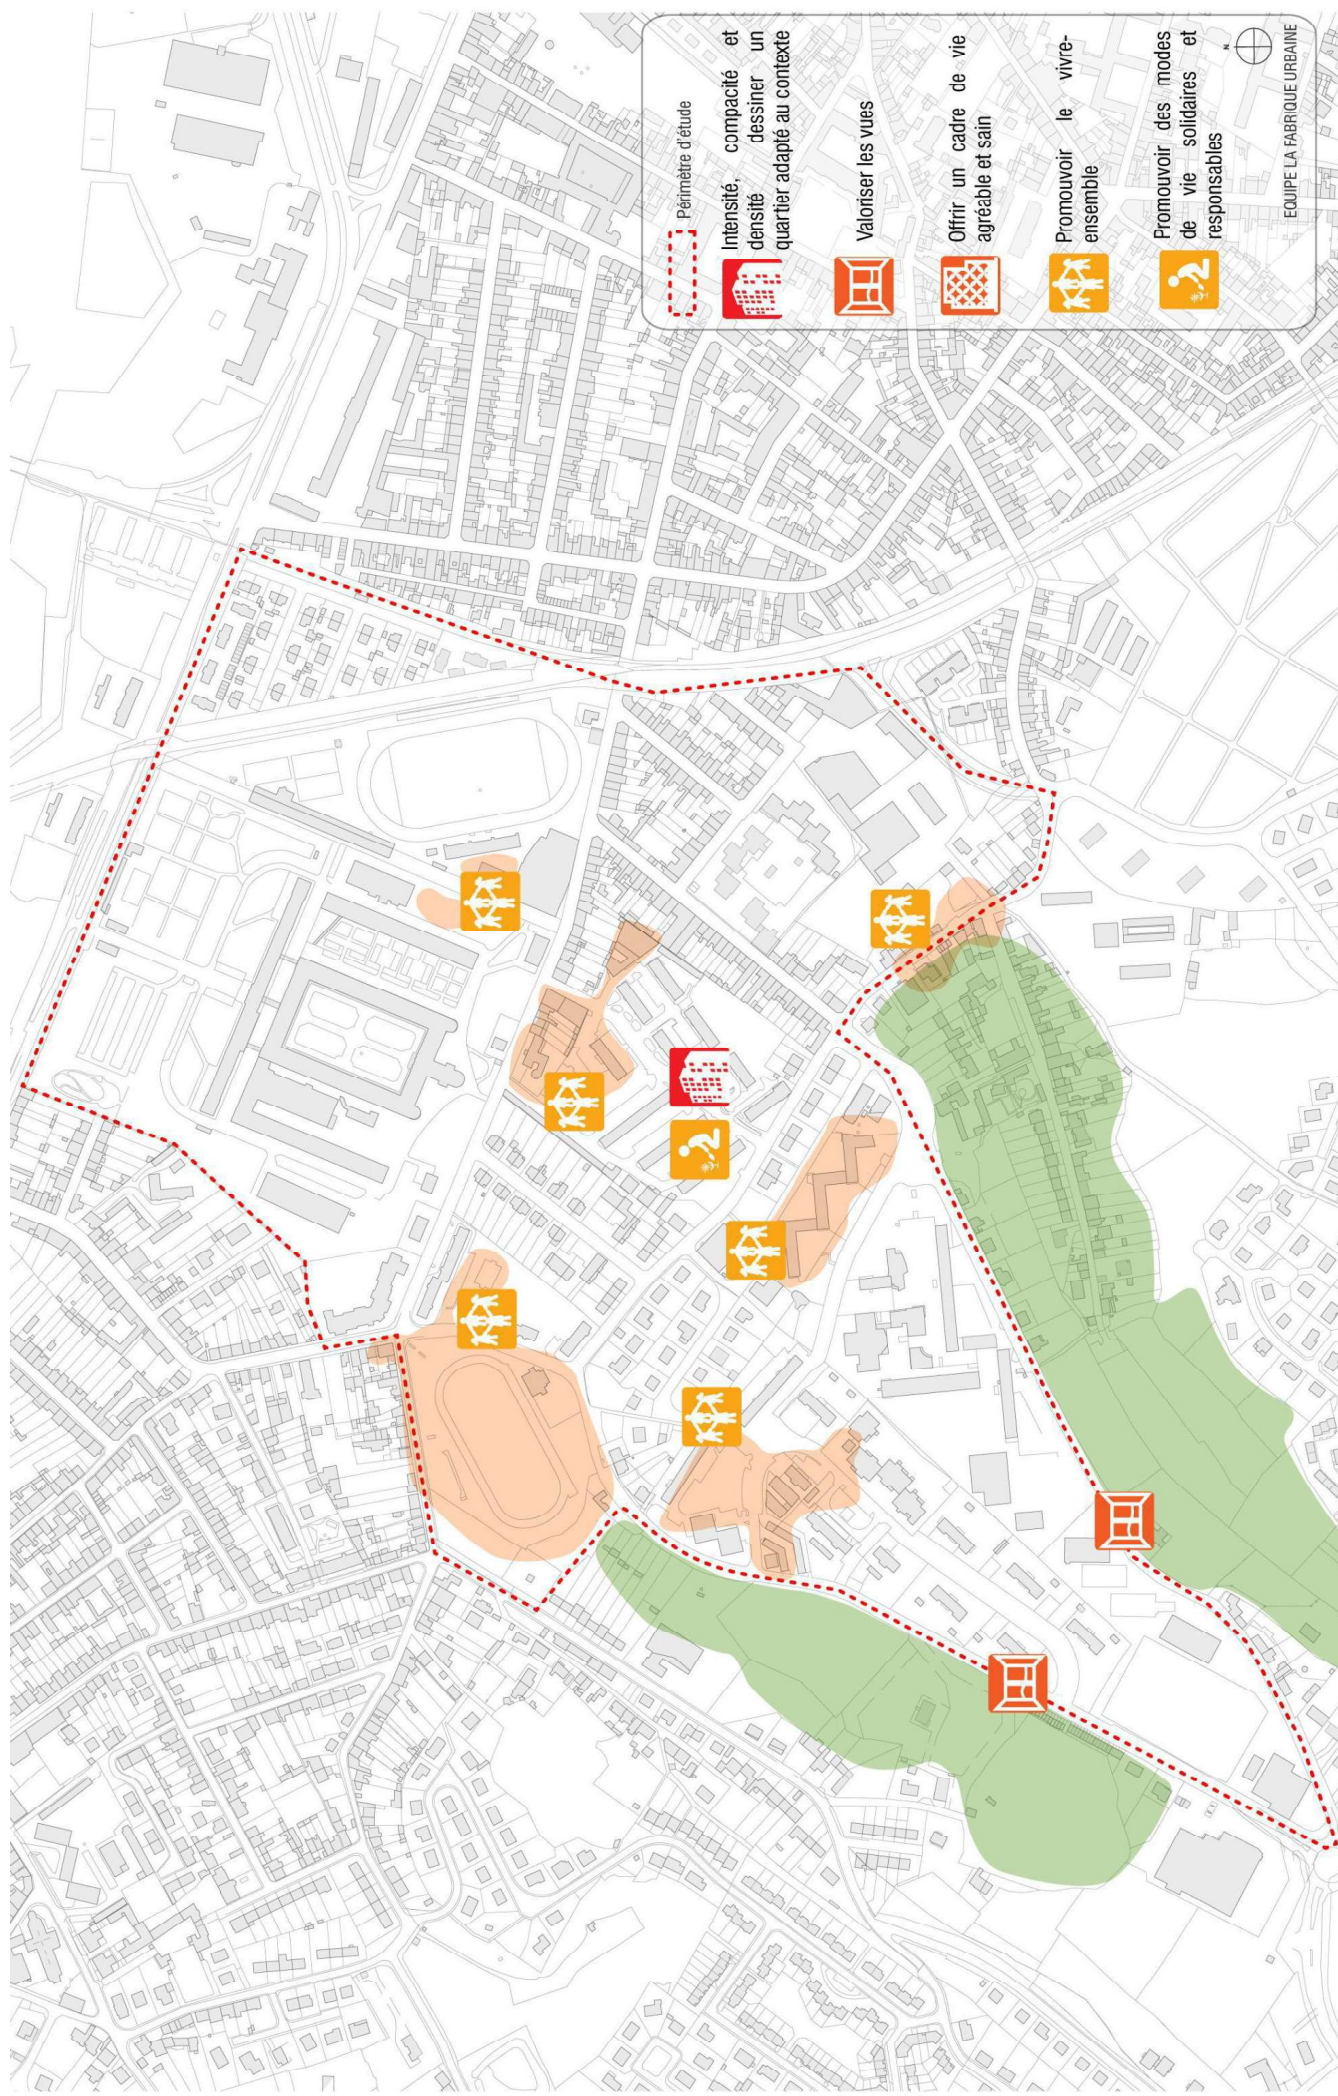 Périmètre d'étude
Intensité, compacité et
densité : dessiner un
quartier adapté au contexte
Valoriser les vues
Offrir un cadre de vie
agréable et sain
Promouvoir le vivre-
ensemble
Promouvoir des modes
de vie solidaires et
responsables
N
EQUIPE LA FABRIQUE URBAINE